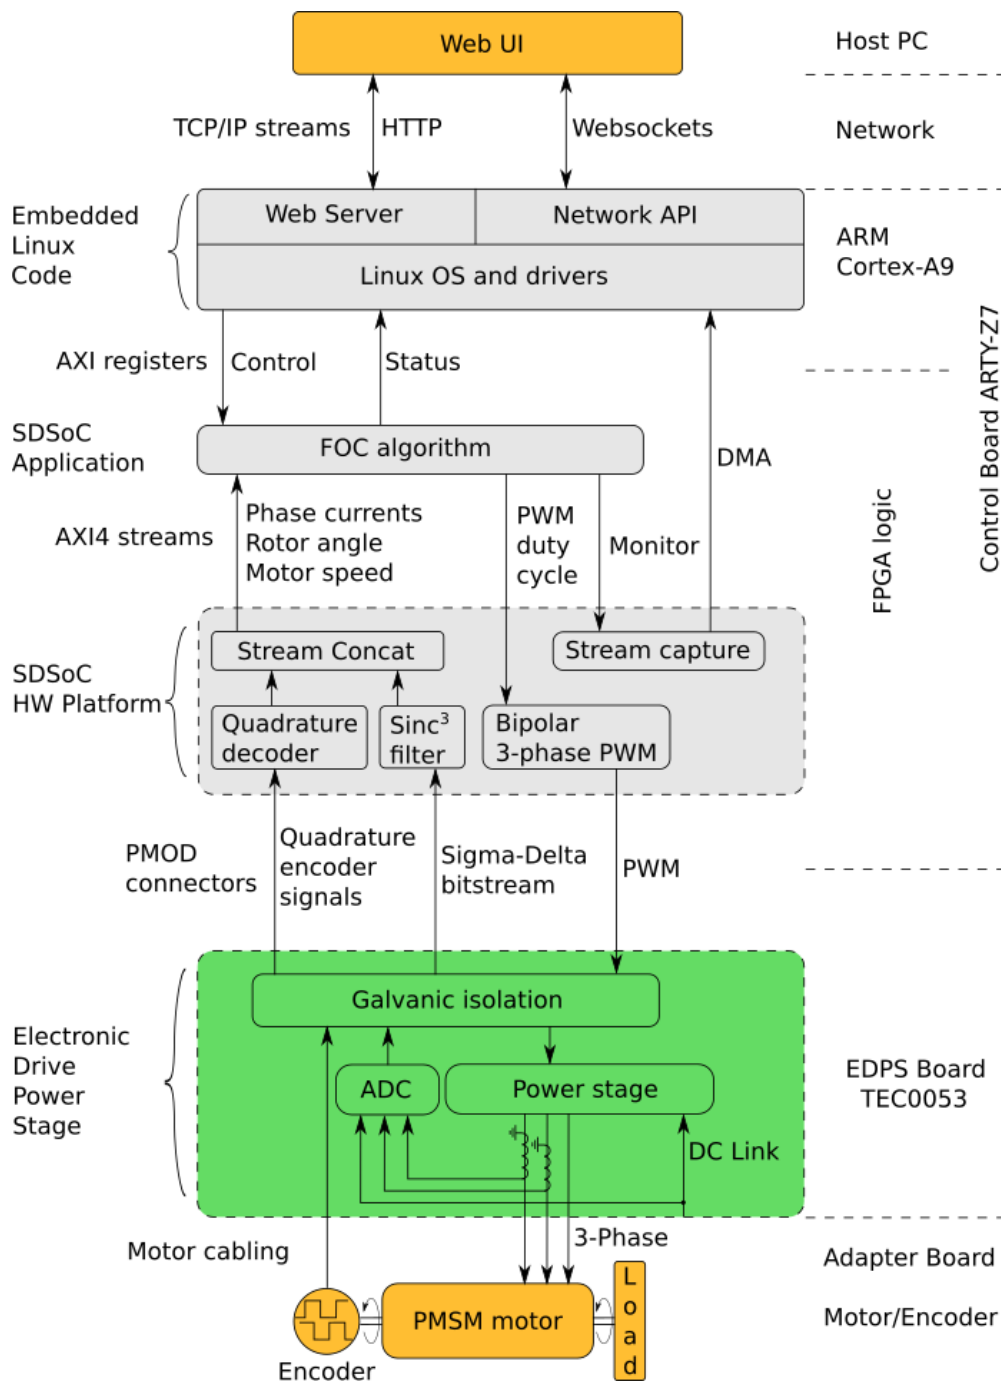 Web UI
Host PC
TCP/IP streams
HTTP
Websockets
Network
Embedded
Linux
Code
Web Server
Network API
Linux OS and drivers
ARM
Cortex-A9
AXI registers
Control
Status
DMA
Control Board ARTY-Z7
SDSoC
Application
FOC algorithm
AXI4 streams
Phase currents
Rotor angle
Motor speed
PWM
duty
cycle
Monitor
FPGA logic
SDSoC
HW Platform
Stream Concat
Stream capture
Quadrature
decoder
Sinc³
filter
Bipolar
3-phase PWM
PMOD
connectors
Quadrature
encoder
signals
Sigma-Delta
bitstream
PWM
Electronic
Drive
Power
Stage
Galvanic isolation
ADC
Power stage
DC Link
EDPS Board
TEC0053
Motor cabling
3-Phase
Adapter Board
Encoder
PMSM motor
Load
Motor/Encoder